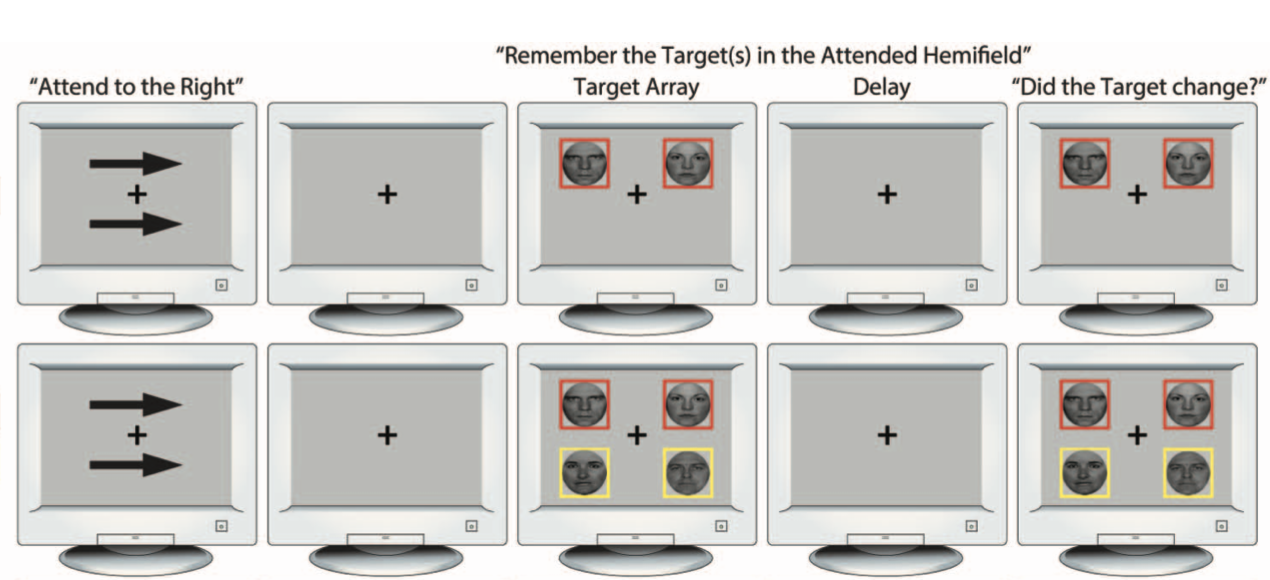 “Remember the Target(s) in the Attended Hemifield”
“Attend to the Right”
Target Array
Delay
“Did the Target change?”